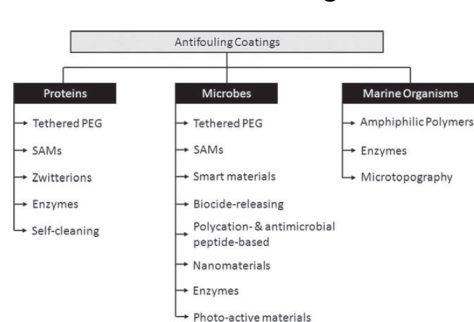 Antifouling Coatings
Proteins
Tethered PEG
SAMs
Zwitterions
Enzymes
Self-cleaning
Microbes
Tethered PEG
SAMs
Smart materials
Biocide-releasing
Polycation- & antimicrobial
peptide-based
Nanomaterials
Enzymes
Photo-active materials
Marine Organisms
Amphiphilic Polymers
Enzymes
Microtopography